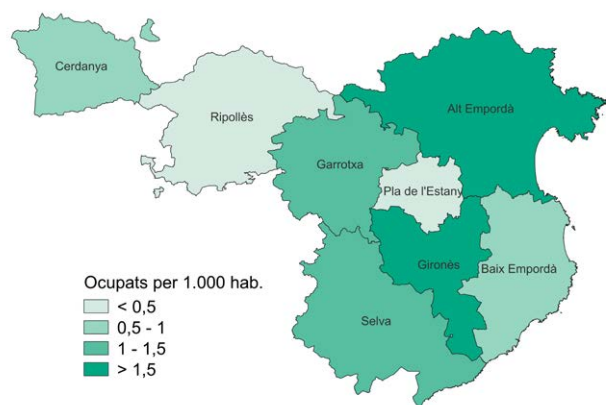 Cerdanya
Ripollès
Alt Empordà
Garrotxa
Pla de l'Estany
Gironès
Baix Empordà
Selva
Ocupats per 1.000 hab.
< 0,5
0,5 - 1
1 - 1,5
> 1,5